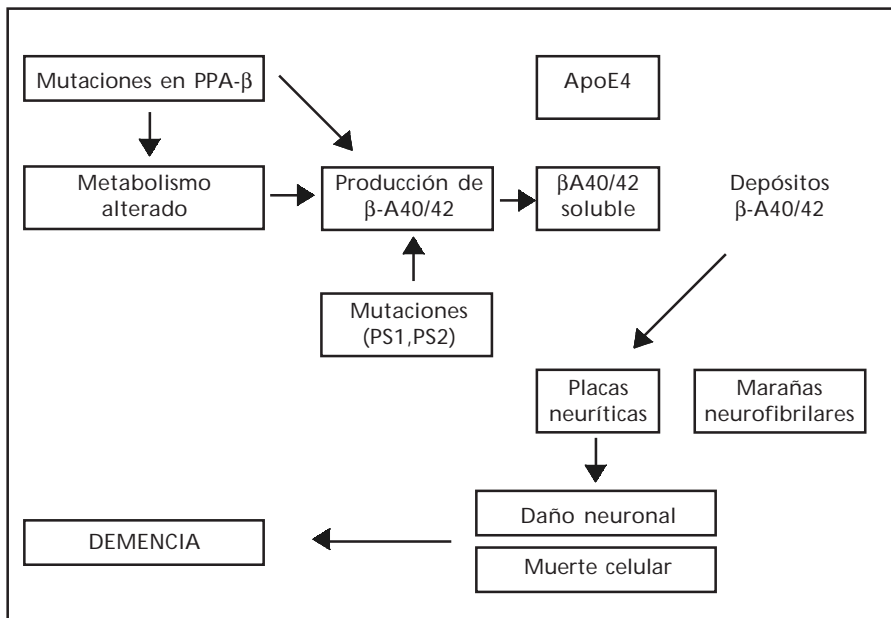 Mutaciones en PPA-β
ApoE4
Metabolismo
alterado
Producción de
β-A40/42
βA40/42
soluble
Depósitos
β-A40/42
Mutaciones
(PS1,PS2)
Placas
neuríticas
Marañas
neurofibrilares
Daño neuronal
DEMENCIA
Muerte celular